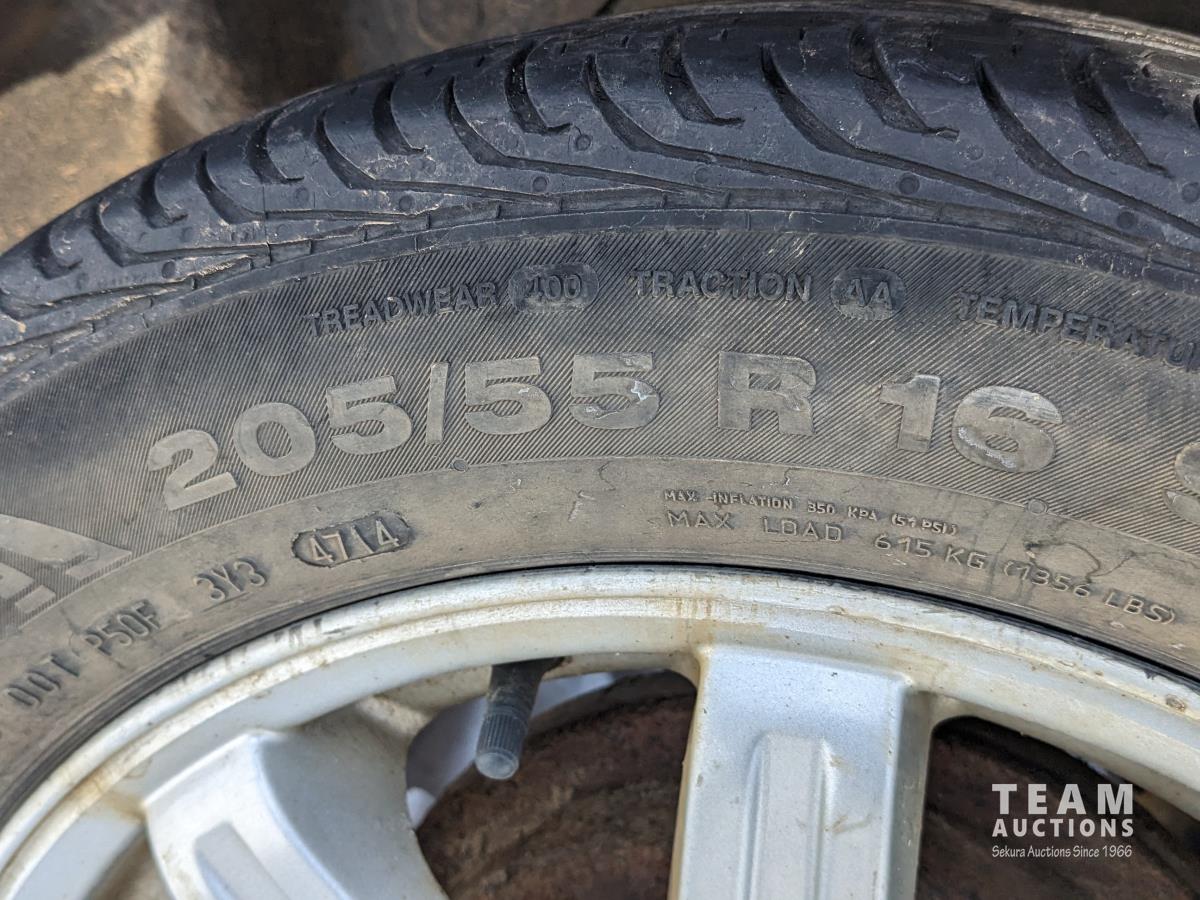 TREADWEAR 400 TRACTION AA TEMPERATU
205/55 R 16
MAX INFLATION 350 KPA (51 PSI)
MAX LOAD 615 KG (1356 LBS)
DOT P50F 3Y3 4714
TEAM
AUCTIONS
Sekura Auctions Since 1966